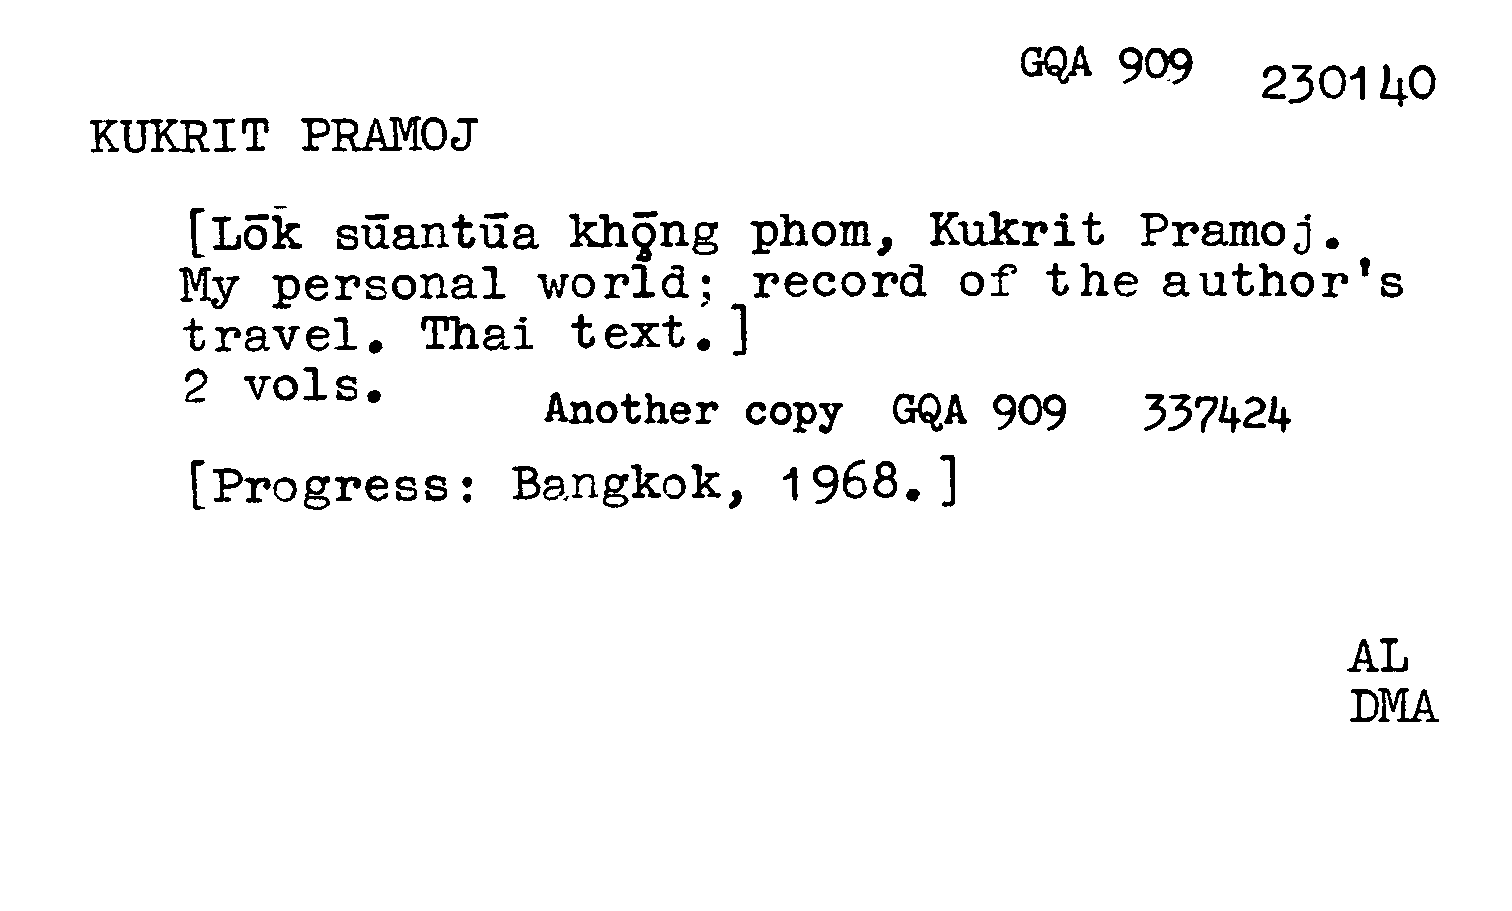 GQA 909 230140
KUKRIT PRAMOJ
[Lōk sūantūa khǭng phom, Kukrit Pramoj.
My personal world; record of the author's
travel. Thai text.]
2 vols.
Another copy GQA 909 337424
[Progress: Bangkok, 1968.]
AL
DMA